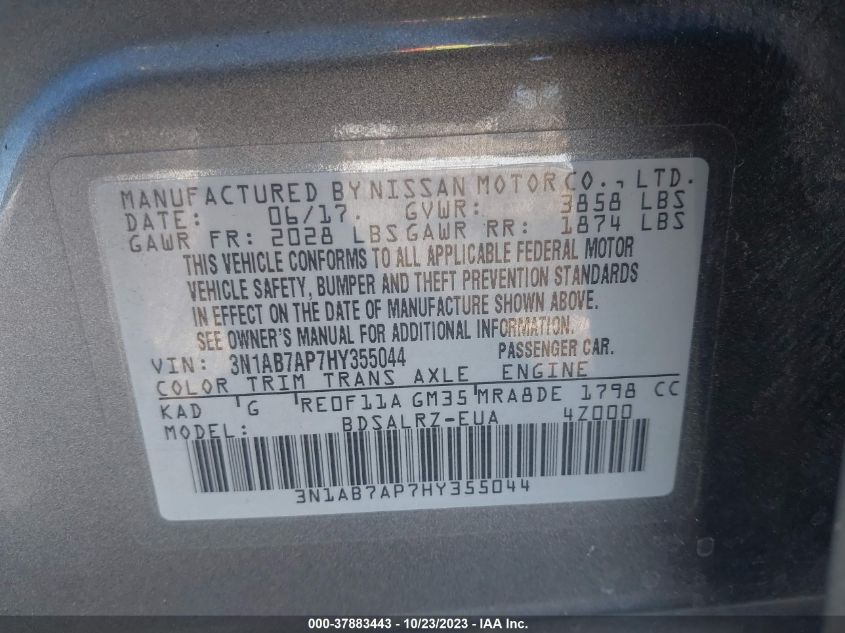 MANUFACTURED BY NISSAN MOTOR CO., LTD.
DATE: 06/17. GVWR: 3858 LBS
GAWR FR: 2028 LBS GAWR RR: 1874 LBS
THIS VEHICLE CONFORMS TO ALL APPLICABLE FEDERAL MOTOR
VEHICLE SAFETY, BUMPER AND THEFT PREVENTION STANDARDS
IN EFFECT ON THE DATE OF MANUFACTURE SHOWN ABOVE.
SEE OWNER'S MANUAL FOR ADDITIONAL INFORMATION.
VIN: 3N1AB7AP7HY355044 PASSENGER CAR.
COLOR TRIM TRANS AXLE ENGINE
KAD G RE0F11A GM35 MRA8DE 1798 CC
MODEL: BDSALRZ-EUA 4Z000
3N1AB7AP7HY355044
000-37883443 - 10/23/2023 - IAA Inc.